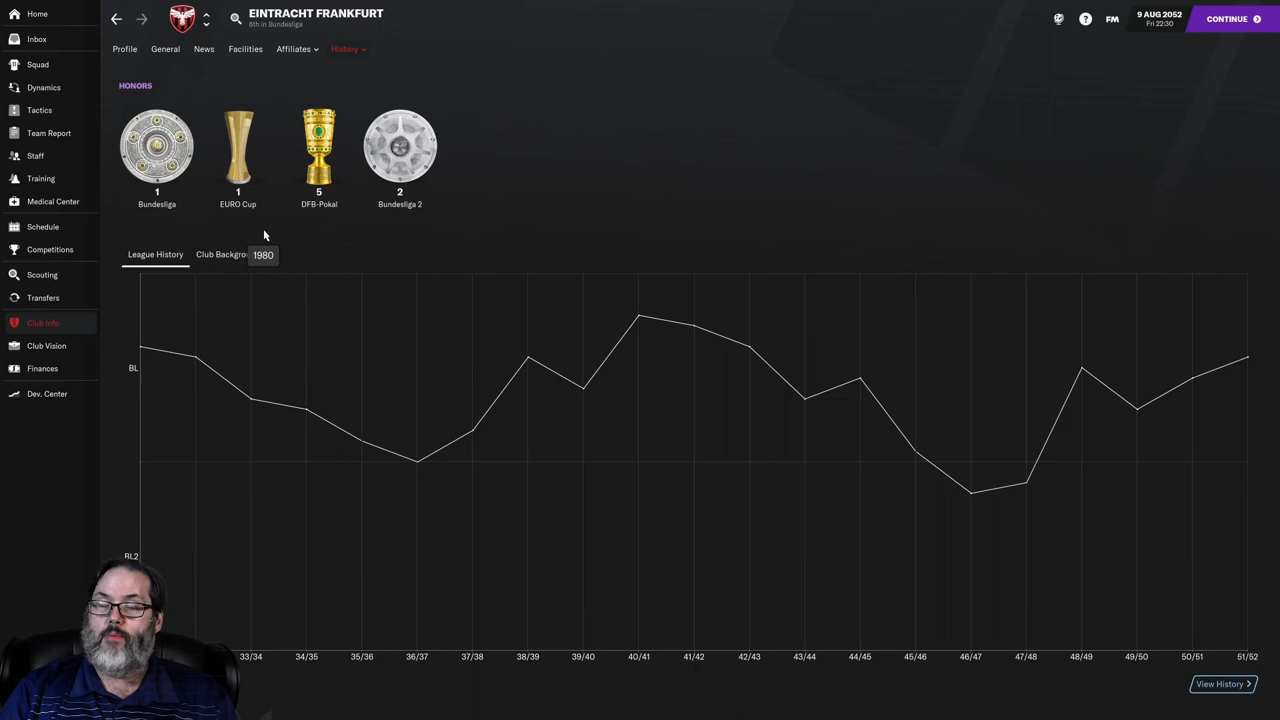 Home
Inbox
Squad
Dynamics
Tactics
Team Report
Staff
Training
Medical Center
Schedule
Competitions
Scouting
Transfers
Club Info
Club Vision
Finances
Dev. Center
EINTRACHT FRANKFURT
6th in Bundesliga
FM
9 AUG 2052
Fri 22:30
CONTINUE
Profile
General
News
Facilities
Affiliates
History
HONORS
1
Bundesliga
1
EURO Cup
5
DFB-Pokal
2
Bundesliga 2
League History
Club Backgro
1980
BL
BL2
33/34
34/35
35/36
36/37
37/38
38/39
39/40
40/41
41/42
42/43
43/44
44/45
45/46
46/47
47/48
48/49
49/50
50/51
51/52
View History